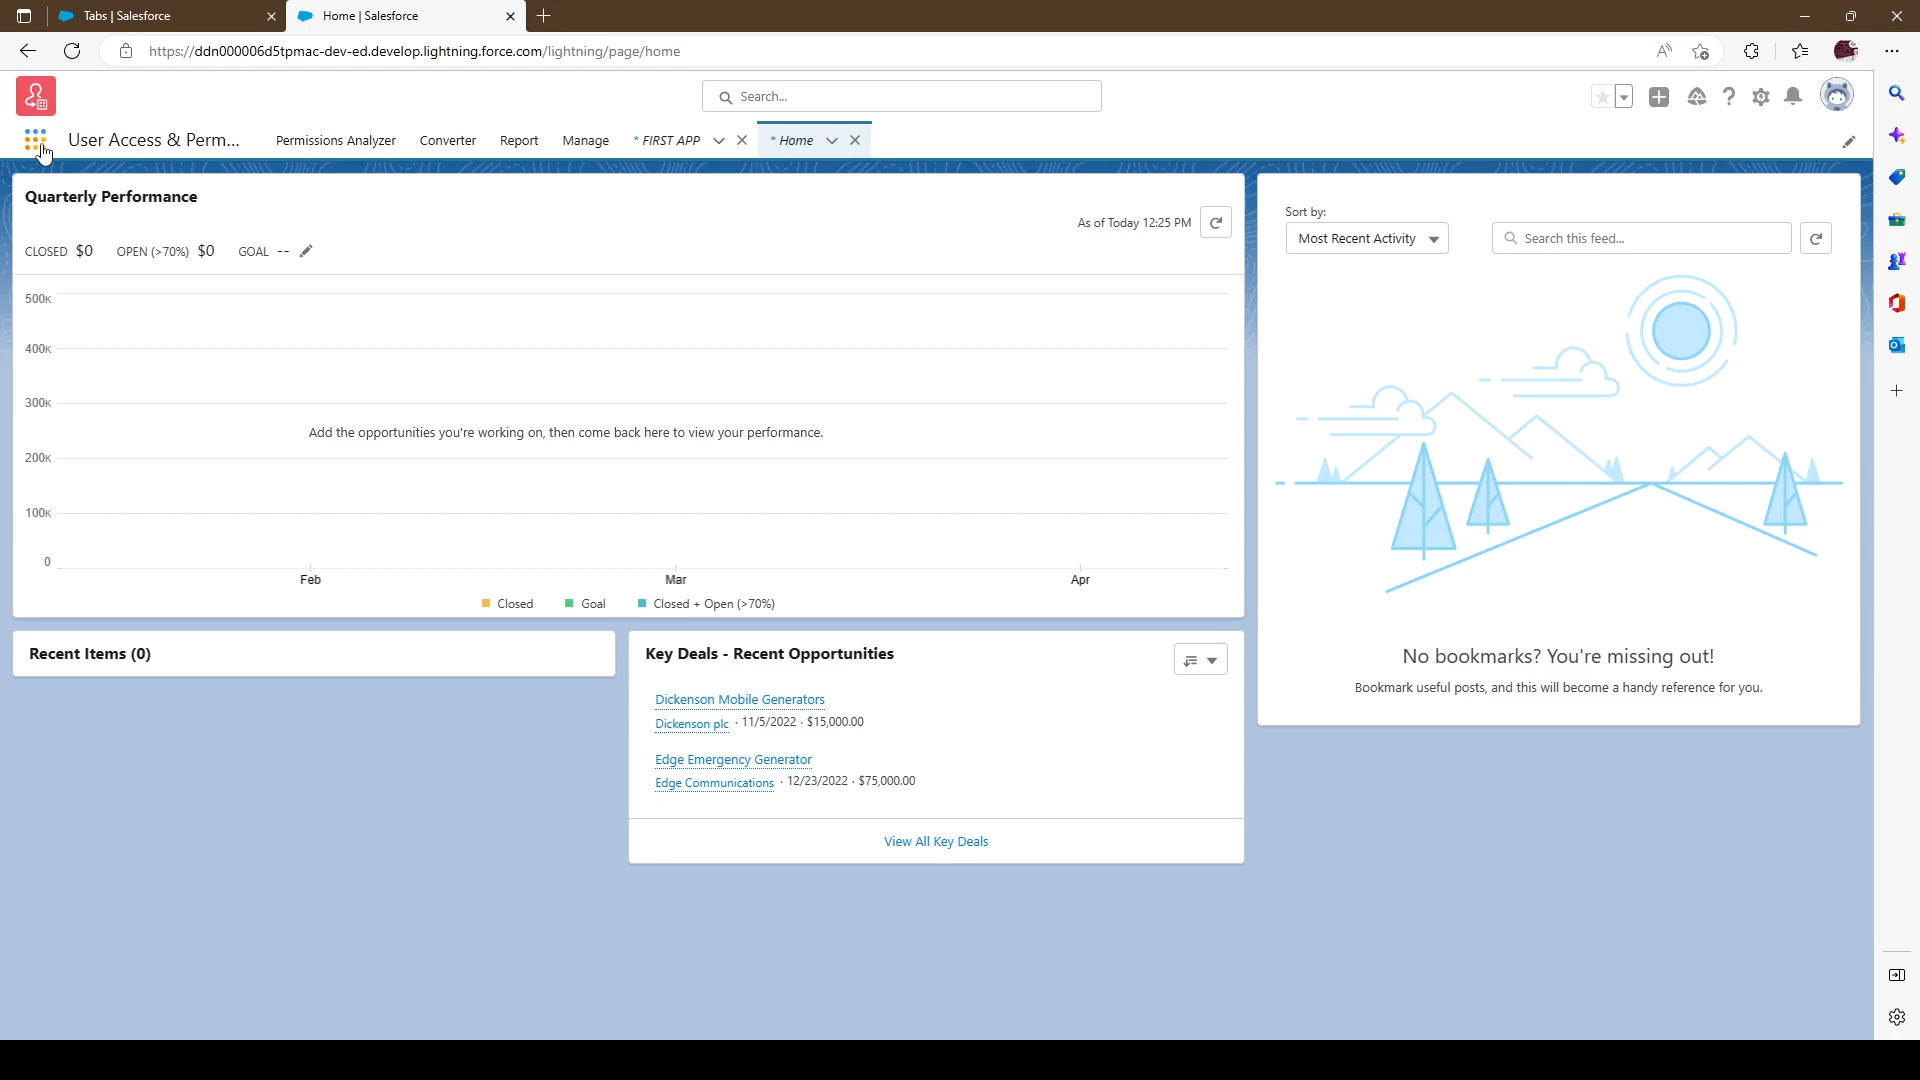 Tabs | Salesforce
Home | Salesforce
https://ddn000006d5tpmac-dev-ed.develop.lightning.force.com/lightning/page/home
Search...
User Access & Perm...
Permissions Analyzer
Converter
Report
Manage
* FIRST APP
* Home
Quarterly Performance
As of Today 12:25 PM
CLOSED $0 OPEN (>70%) $0 GOAL --
500K
400K
300K
Add the opportunities you're working on, then come back here to view your performance.
200K
100K
0
Feb Mar Apr
Closed Goal Closed + Open (>70%)
Sort by:
Most Recent Activity
Search this feed...
No bookmarks? You're missing out!
Bookmark useful posts, and this will become a handy reference for you.
Recent Items (0)
Key Deals - Recent Opportunities
Dickenson Mobile Generators
Dickenson plc · 11/5/2022 · $15,000.00
Edge Emergency Generator
Edge Communications · 12/23/2022 · $75,000.00
View All Key Deals